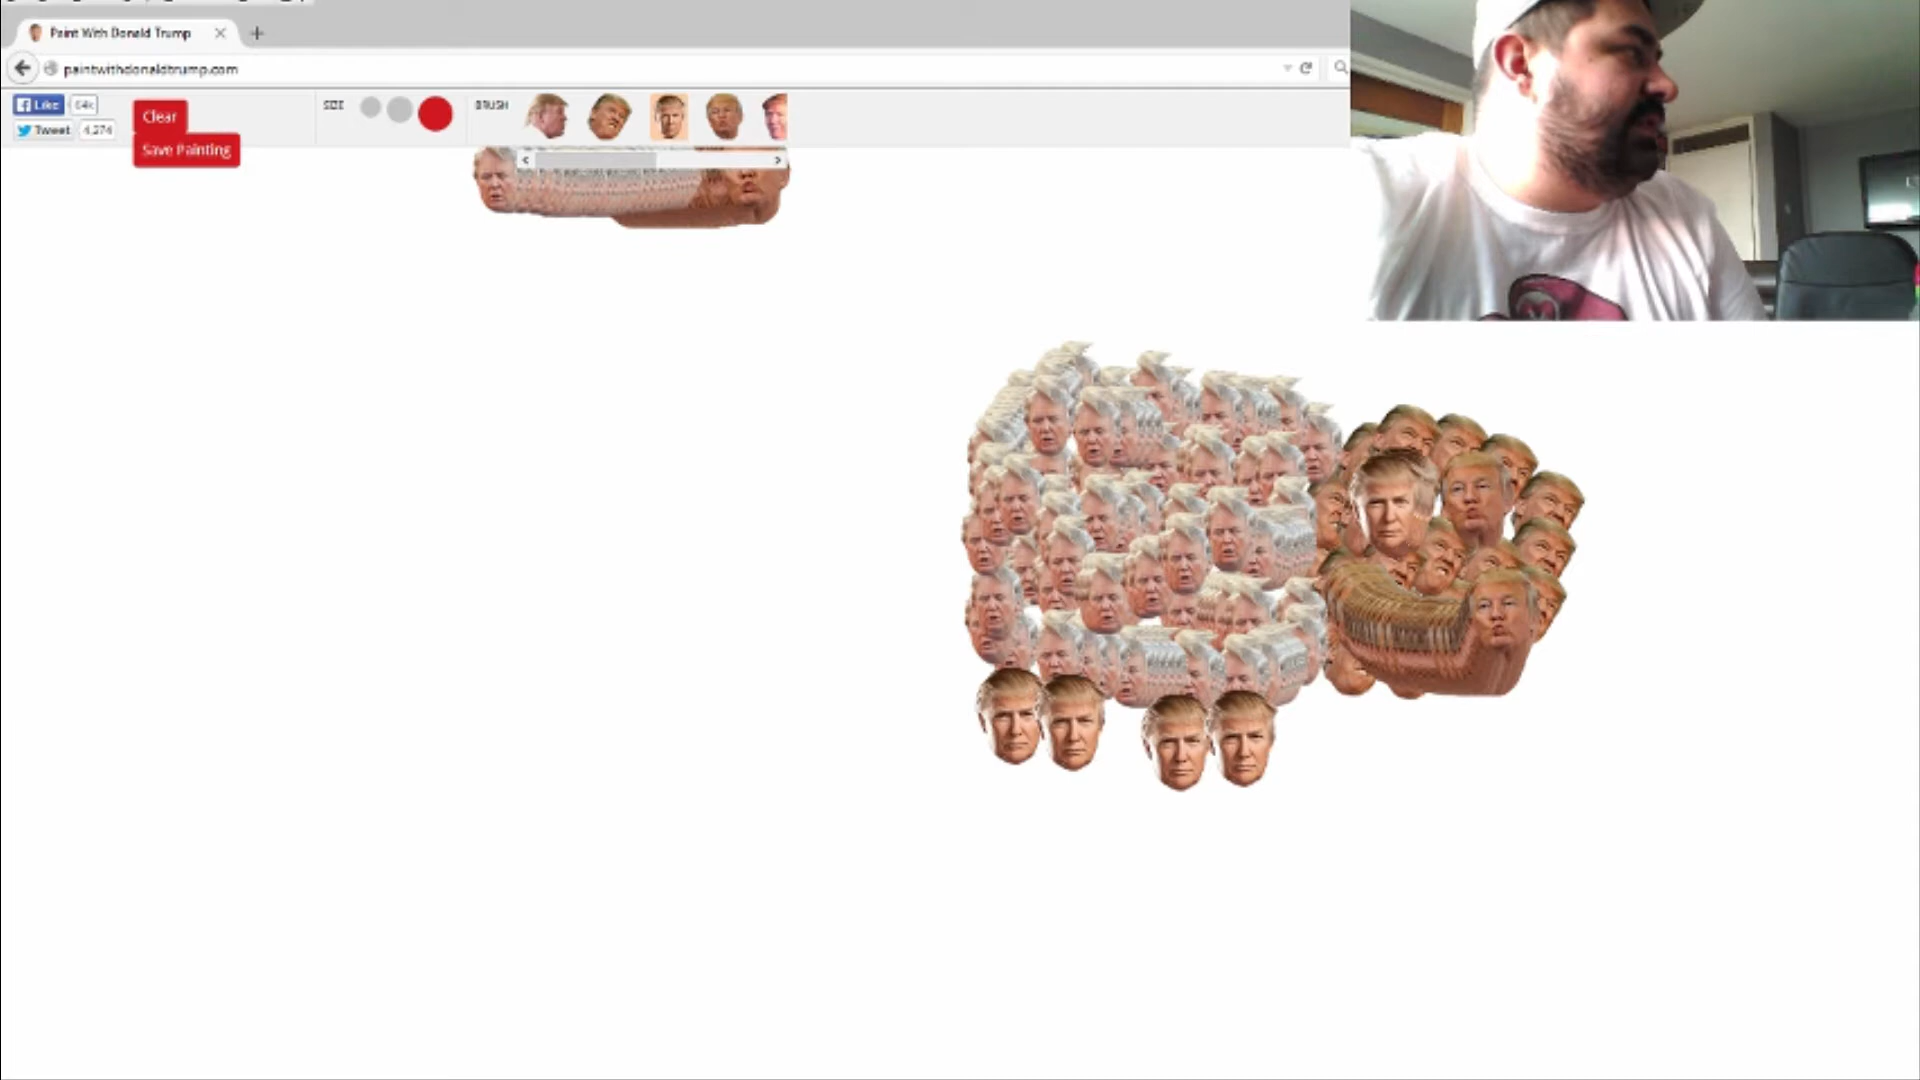 Paint With Donald Trump
paintwithdonaldtrump.com
Like 64k
Tweet 4,274
Clear
Save Painting
SIZE
BRUSH